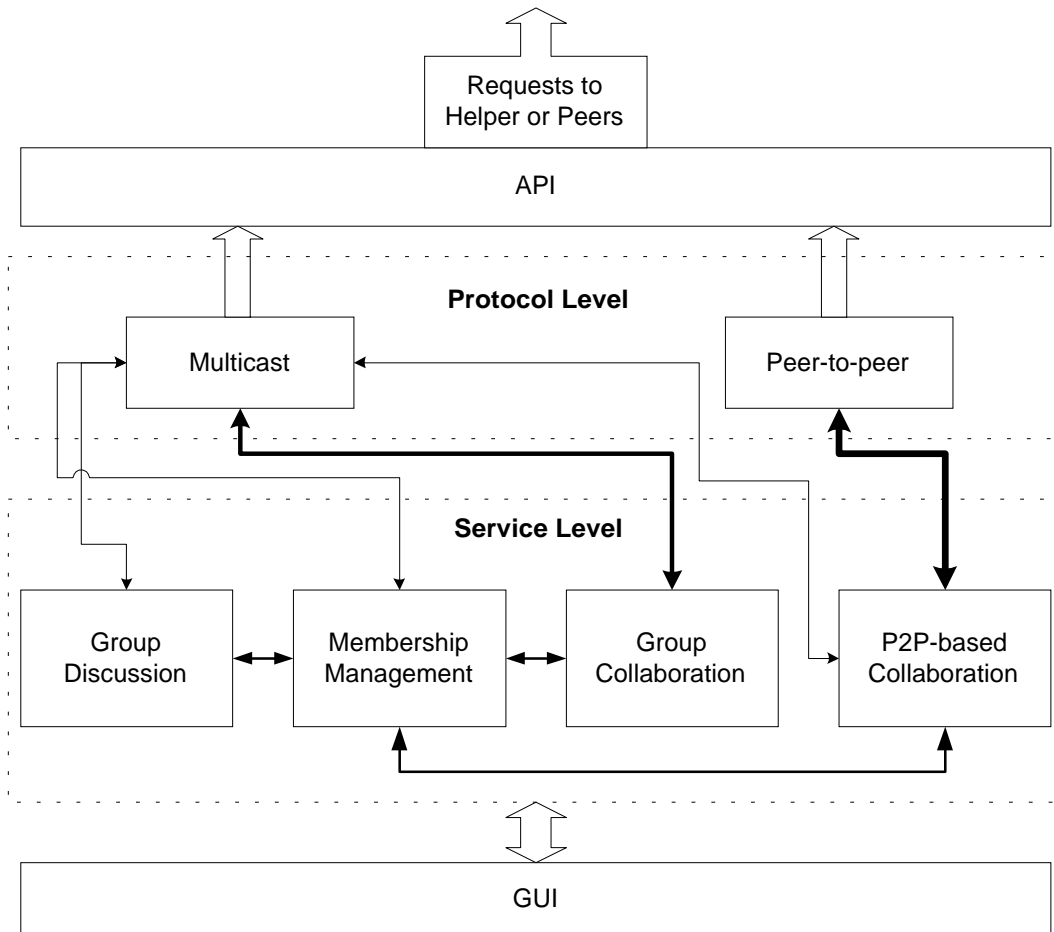 Requests to
Helper or Peers
API
Protocol Level
Multicast
Peer-to-peer
Service Level
Group
Discussion
Membership
Management
Group
Collaboration
P2P-based
Collaboration
GUI